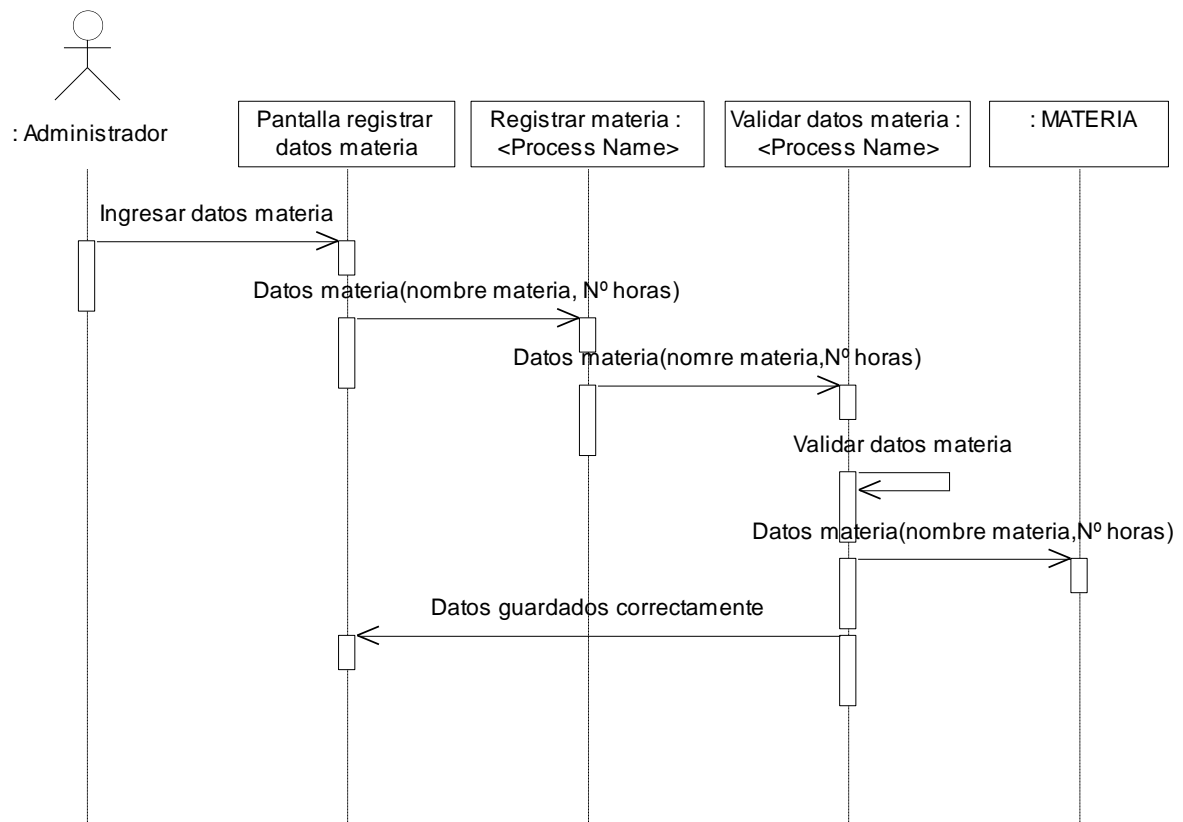 : Administrador
Pantalla registrar
datos materia
Registrar materia :
<Process Name>
Validar datos materia :
<Process Name>
: MATERIA
Ingresar datos materia
Datos materia(nombre materia, Nº horas)
Datos materia(nomre materia,Nº horas)
Validar datos materia
Datos materia(nombre materia,Nº horas)
Datos guardados correctamente